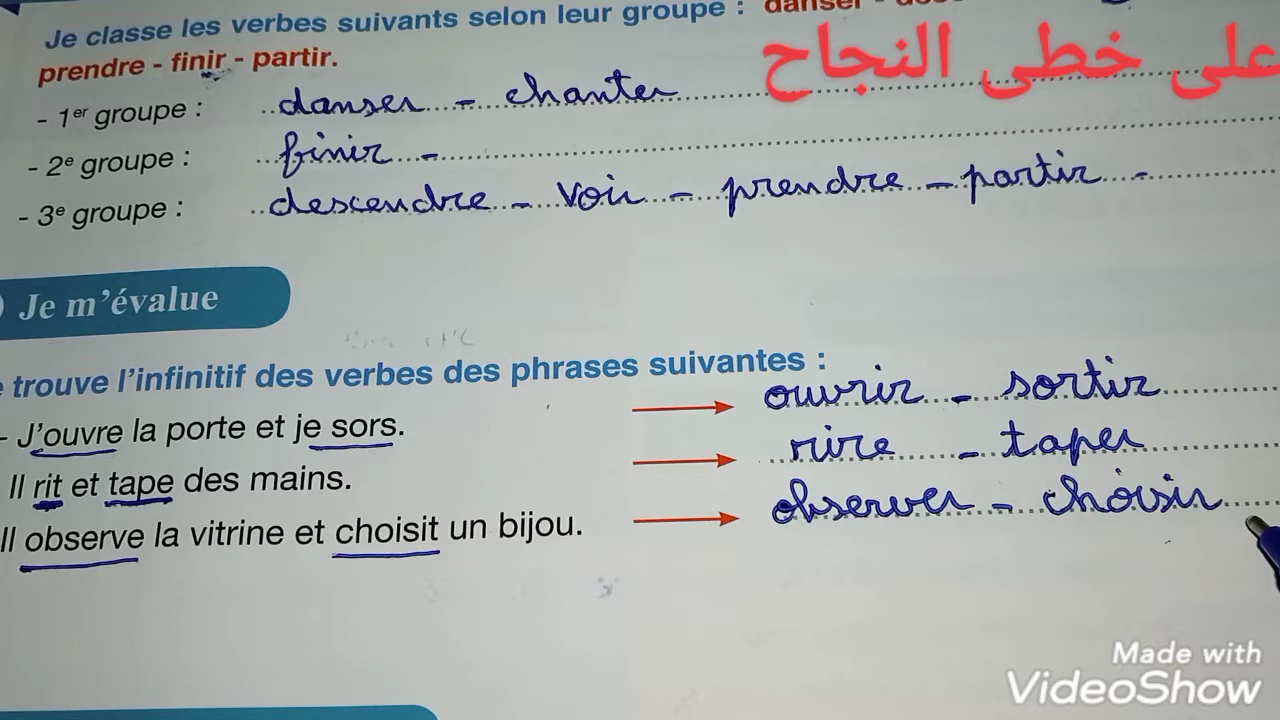 Je classe les verbes suivants selon leur groupe : danser -
prendre - finir - partir.
على خطى النجاح
- 1er groupe : danser - chanter
- 2e groupe : finir -
- 3e groupe : descendre - voir - prendre - partir -
Je m'évalue
trouve l'infinitif des verbes des phrases suivantes :
- J'ouvre la porte et je sors. → ouvrir - sortir
Il rit et tape des mains. → rire - taper
Il observe la vitrine et choisit un bijou. → observer - choisir
Made with
VideoShow